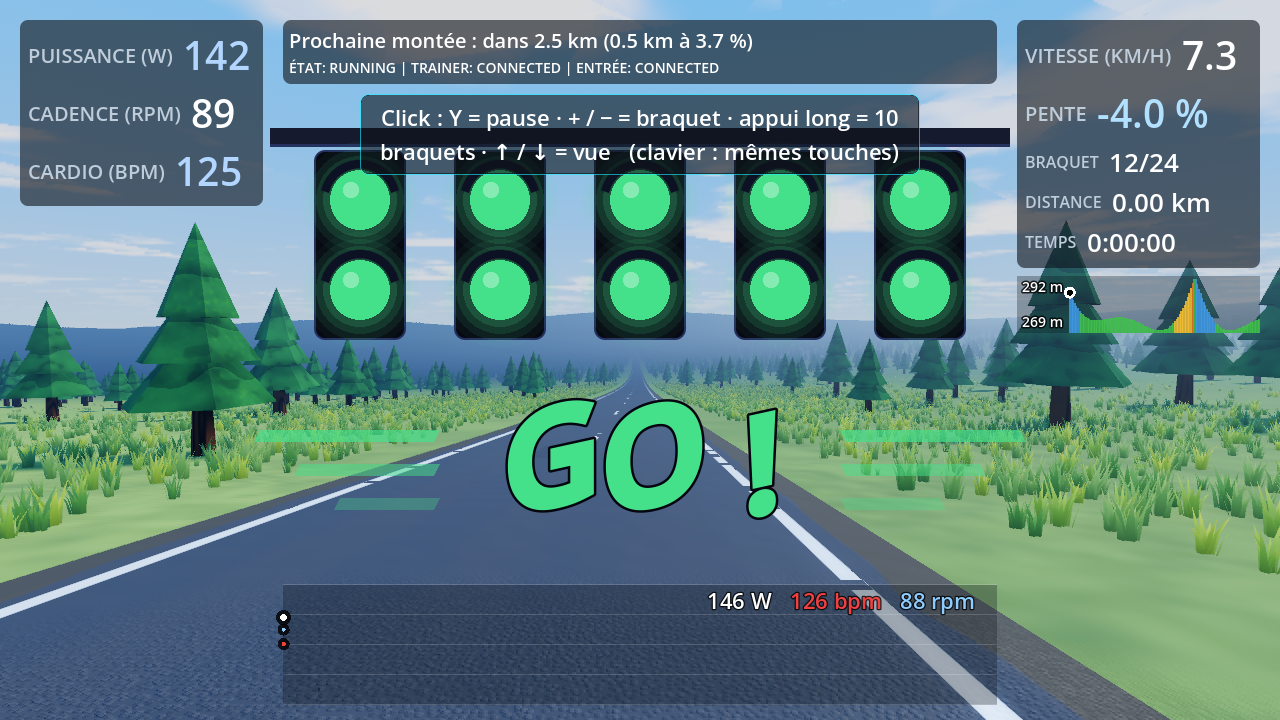 PUISSANCE (W) 142
CADENCE (RPM) 89
CARDIO (BPM) 125
Prochaine montée : dans 2.5 km (0.5 km à 3.7 %)
ÉTAT: RUNNING | TRAINER: CONNECTED | ENTRÉE: CONNECTED
Click : Y = pause · + / − = braquet · appui long = 10
braquets · ↑ / ↓ = vue (clavier : mêmes touches)
VITESSE (KM/H) 7.3
PENTE -4.0 %
BRAQUET 12/24
DISTANCE 0.00 km
TEMPS 0:00:00
292 m
269 m
GO !
146 W 126 bpm 88 rpm